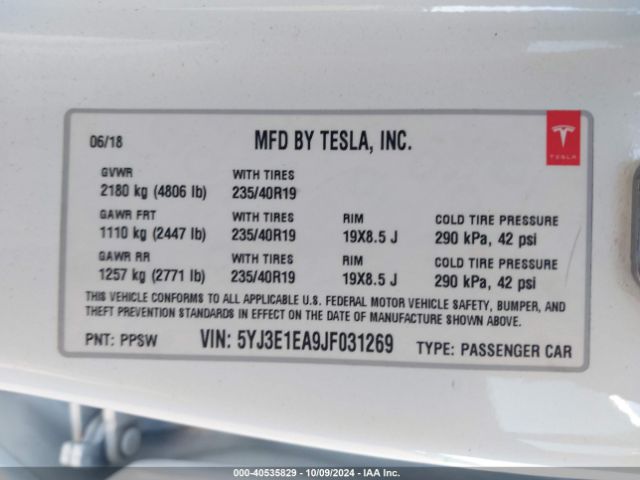 06/18 MFD BY TESLA, INC.
TESLA
GVWR WITH TIRES
2180 kg (4806 lb) 235/40R19
GAWR FRT WITH TIRES RIM COLD TIRE PRESSURE
1110 kg (2447 lb) 235/40R19 19X8.5 J 290 kPa, 42 psi
GAWR RR WITH TIRES RIM COLD TIRE PRESSURE
1257 kg (2771 lb) 235/40R19 19X8.5 J 290 kPa, 42 psi
THIS VEHICLE CONFORMS TO ALL APPLICABLE U.S. FEDERAL MOTOR VEHICLE SAFETY, BUMPER, AND
THEFT PREVENTION STANDARDS IN EFFECT ON THE DATE OF MANUFACTURE SHOWN ABOVE.
PNT: PPSW VIN: 5YJ3E1EA9JF031269 TYPE: PASSENGER CAR
000-40535829 - 10/09/2024 - IAA Inc.